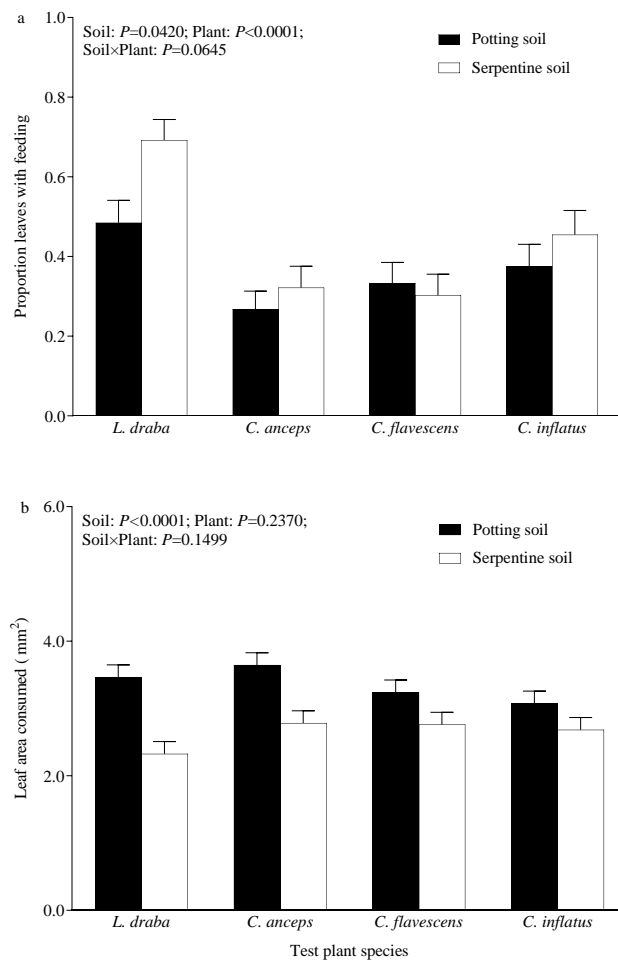 a
Soil: P=0.0420; Plant: P<0.0001;
Soil×Plant: P=0.0645
Potting soil
Serpentine soil
Proportion leaves with feeding
1.0
0.8
0.6
0.4
0.2
0.0
L. draba C. anceps C. flavescens C. inflatus
b
Soil: P<0.0001; Plant: P=0.2370;
Soil×Plant: P=0.1499
Potting soil
Serpentine soil
Leaf area consumed ( mm²)
6.0
4.0
2.0
0.0
L. draba C. anceps C. flavescens C. inflatus
Test plant species